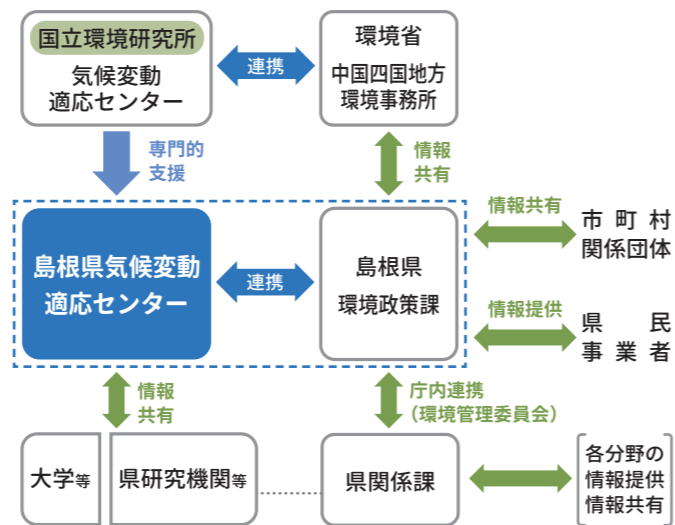 国立環境研究所
気候変動
適応センター
連携
環境省
中国四国地方
環境事務所
専門的
支援
情報
共有
島根県気候変動
適応センター
連携
島根県
環境政策課
情報共有
市町村
関係団体
情報提供
県民
事業者
情報
共有
庁内連携
（環境管理委員会）
大学等
県研究機関等
県関係課
各分野の
情報提供
情報共有